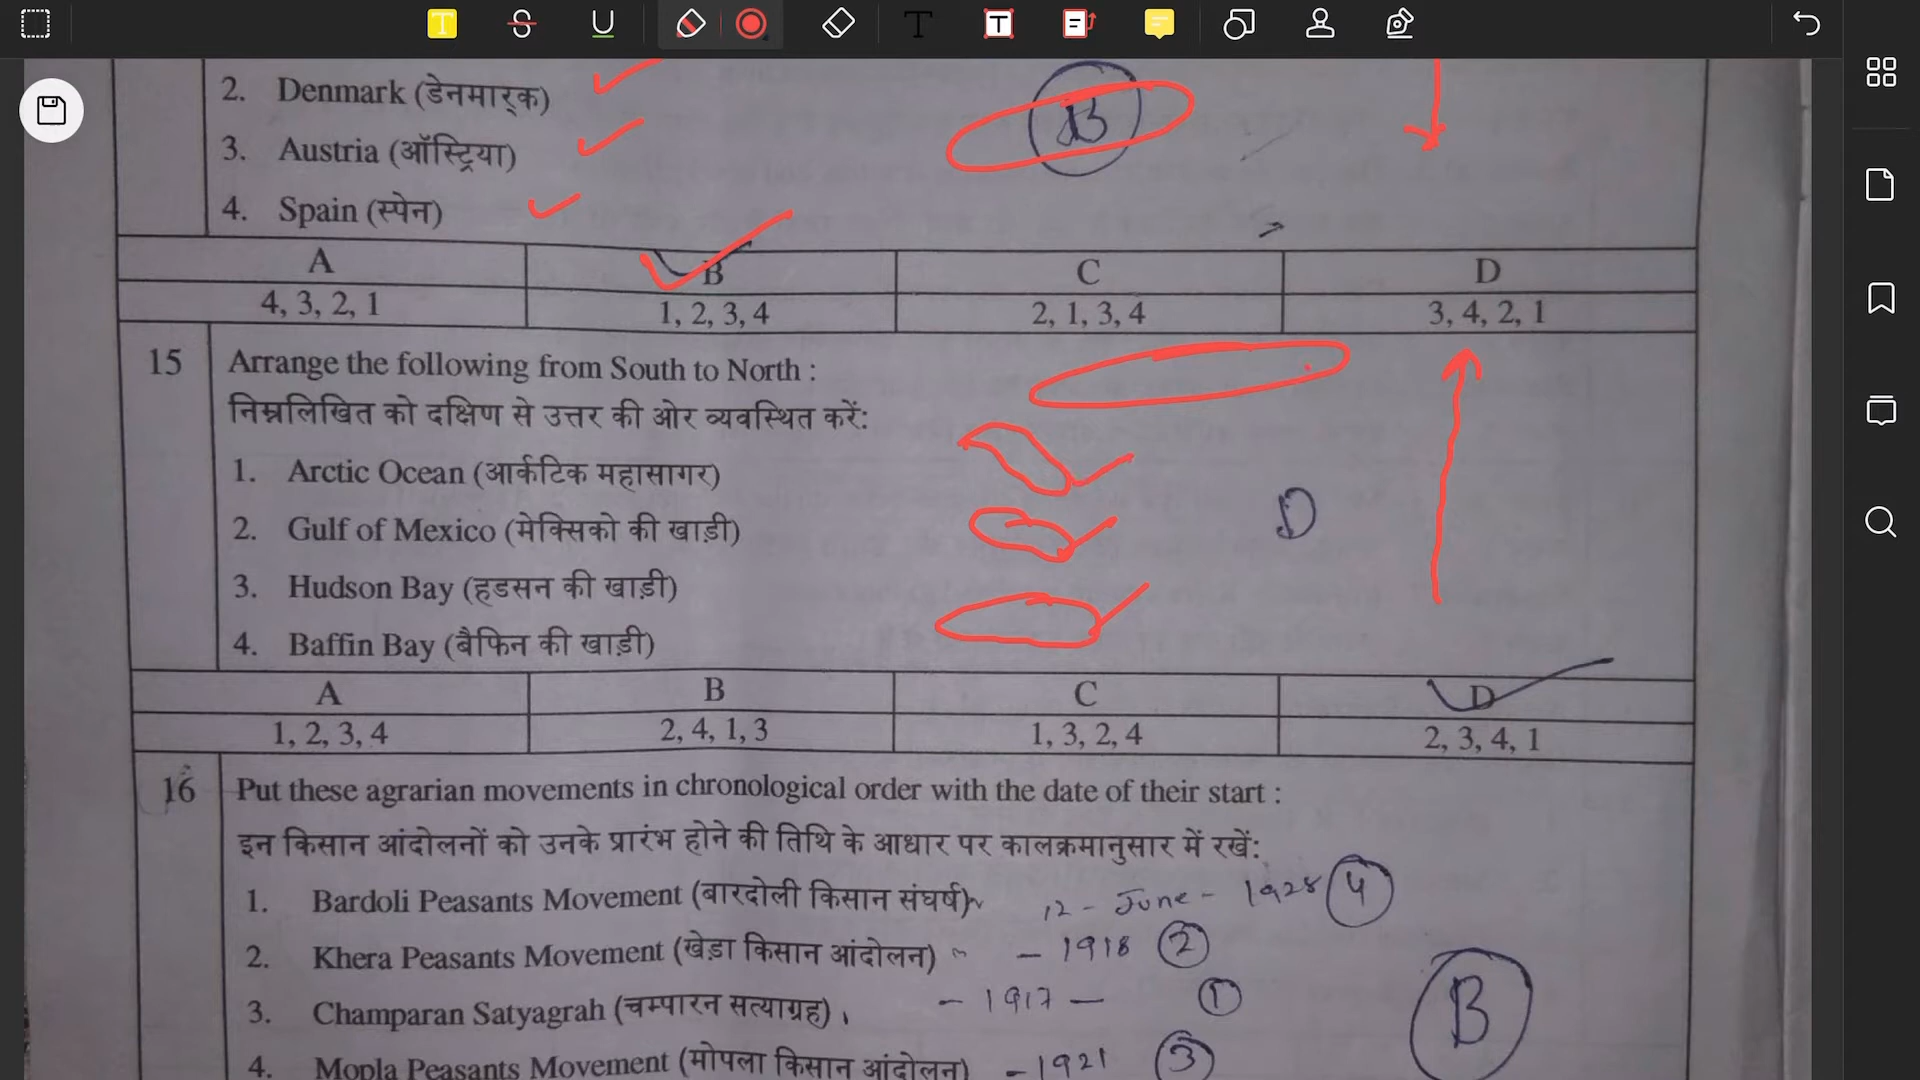 2. Denmark (डेनमार्क)
B
3. Austria (ऑस्ट्रिया)
4. Spain (स्पेन)
A B C D
4, 3, 2, 1 1, 2, 3, 4 2, 1, 3, 4 3, 4, 2, 1
15 Arrange the following from South to North :
निम्नलिखित को दक्षिण से उत्तर की ओर व्यवस्थित करें:
1. Arctic Ocean (आर्कटिक महासागर)
2. Gulf of Mexico (मेक्सिको की खाड़ी) D
3. Hudson Bay (हडसन की खाड़ी)
4. Baffin Bay (बैफिन की खाड़ी)
A B C D
1, 2, 3, 4 2, 4, 1, 3 1, 3, 2, 4 2, 3, 4, 1
16 Put these agrarian movements in chronological order with the date of their start :
इन किसान आंदोलनों को उनके प्रारंभ होने की तिथि के आधार पर कालक्रमानुसार में रखें:
1. Bardoli Peasants Movement (बारदोली किसान संघर्ष) 12 - June - 1928 4
2. Khera Peasants Movement (खेड़ा किसान आंदोलन) - 1918 2
3. Champaran Satyagrah (चम्पारन सत्याग्रह) - 1917 - 1 B
4. Mopla Peasants Movement (मोपला किसान आंदोलन) - 1921 3